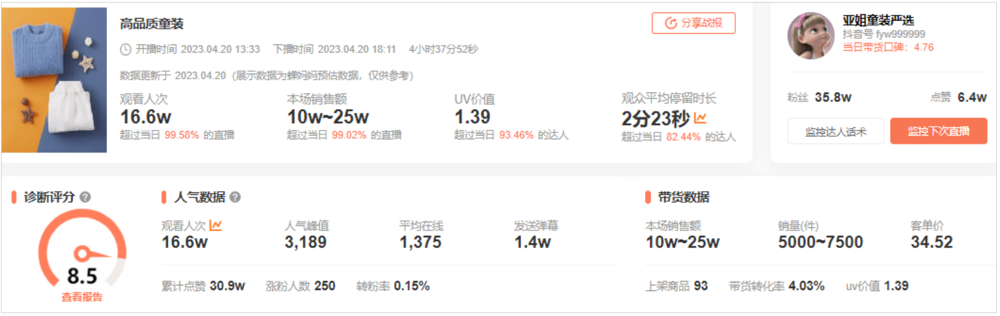 高品质童装
分享战报
开播时间 2023.04.20 13:33 下播时间 2023.04.20 18:11 4小时37分52秒
数据更新于 2023.04.20（展示数据为蝉妈妈预估数据，仅供参考）
观看人次 本场销售额 UV价值 观众平均停留时长
16.6w 10w~25w 1.39 2分23秒
超过当日 99.58% 的直播 超过当日 99.02% 的直播 超过当日 93.46% 的达人 超过当日 82.44% 的达人
亚姐童装严选
抖音号 fyw999999
当日带货口碑：4.76
粉丝 35.8w 点赞 6.4w
监控达人话术 监控下次直播
诊断评分 ?
8.5
查看报告
人气数据 ?
观看人次 人气峰值 平均在线 发送弹幕
16.6w 3,189 1,375 1.4w
累计点赞 30.9w 涨粉人数 250 转粉率 0.15%
带货数据
本场销售额 销量(件) 客单价
10w~25w 5000~7500 34.52
上架商品 93 带货转化率 4.03% uv价值 1.39